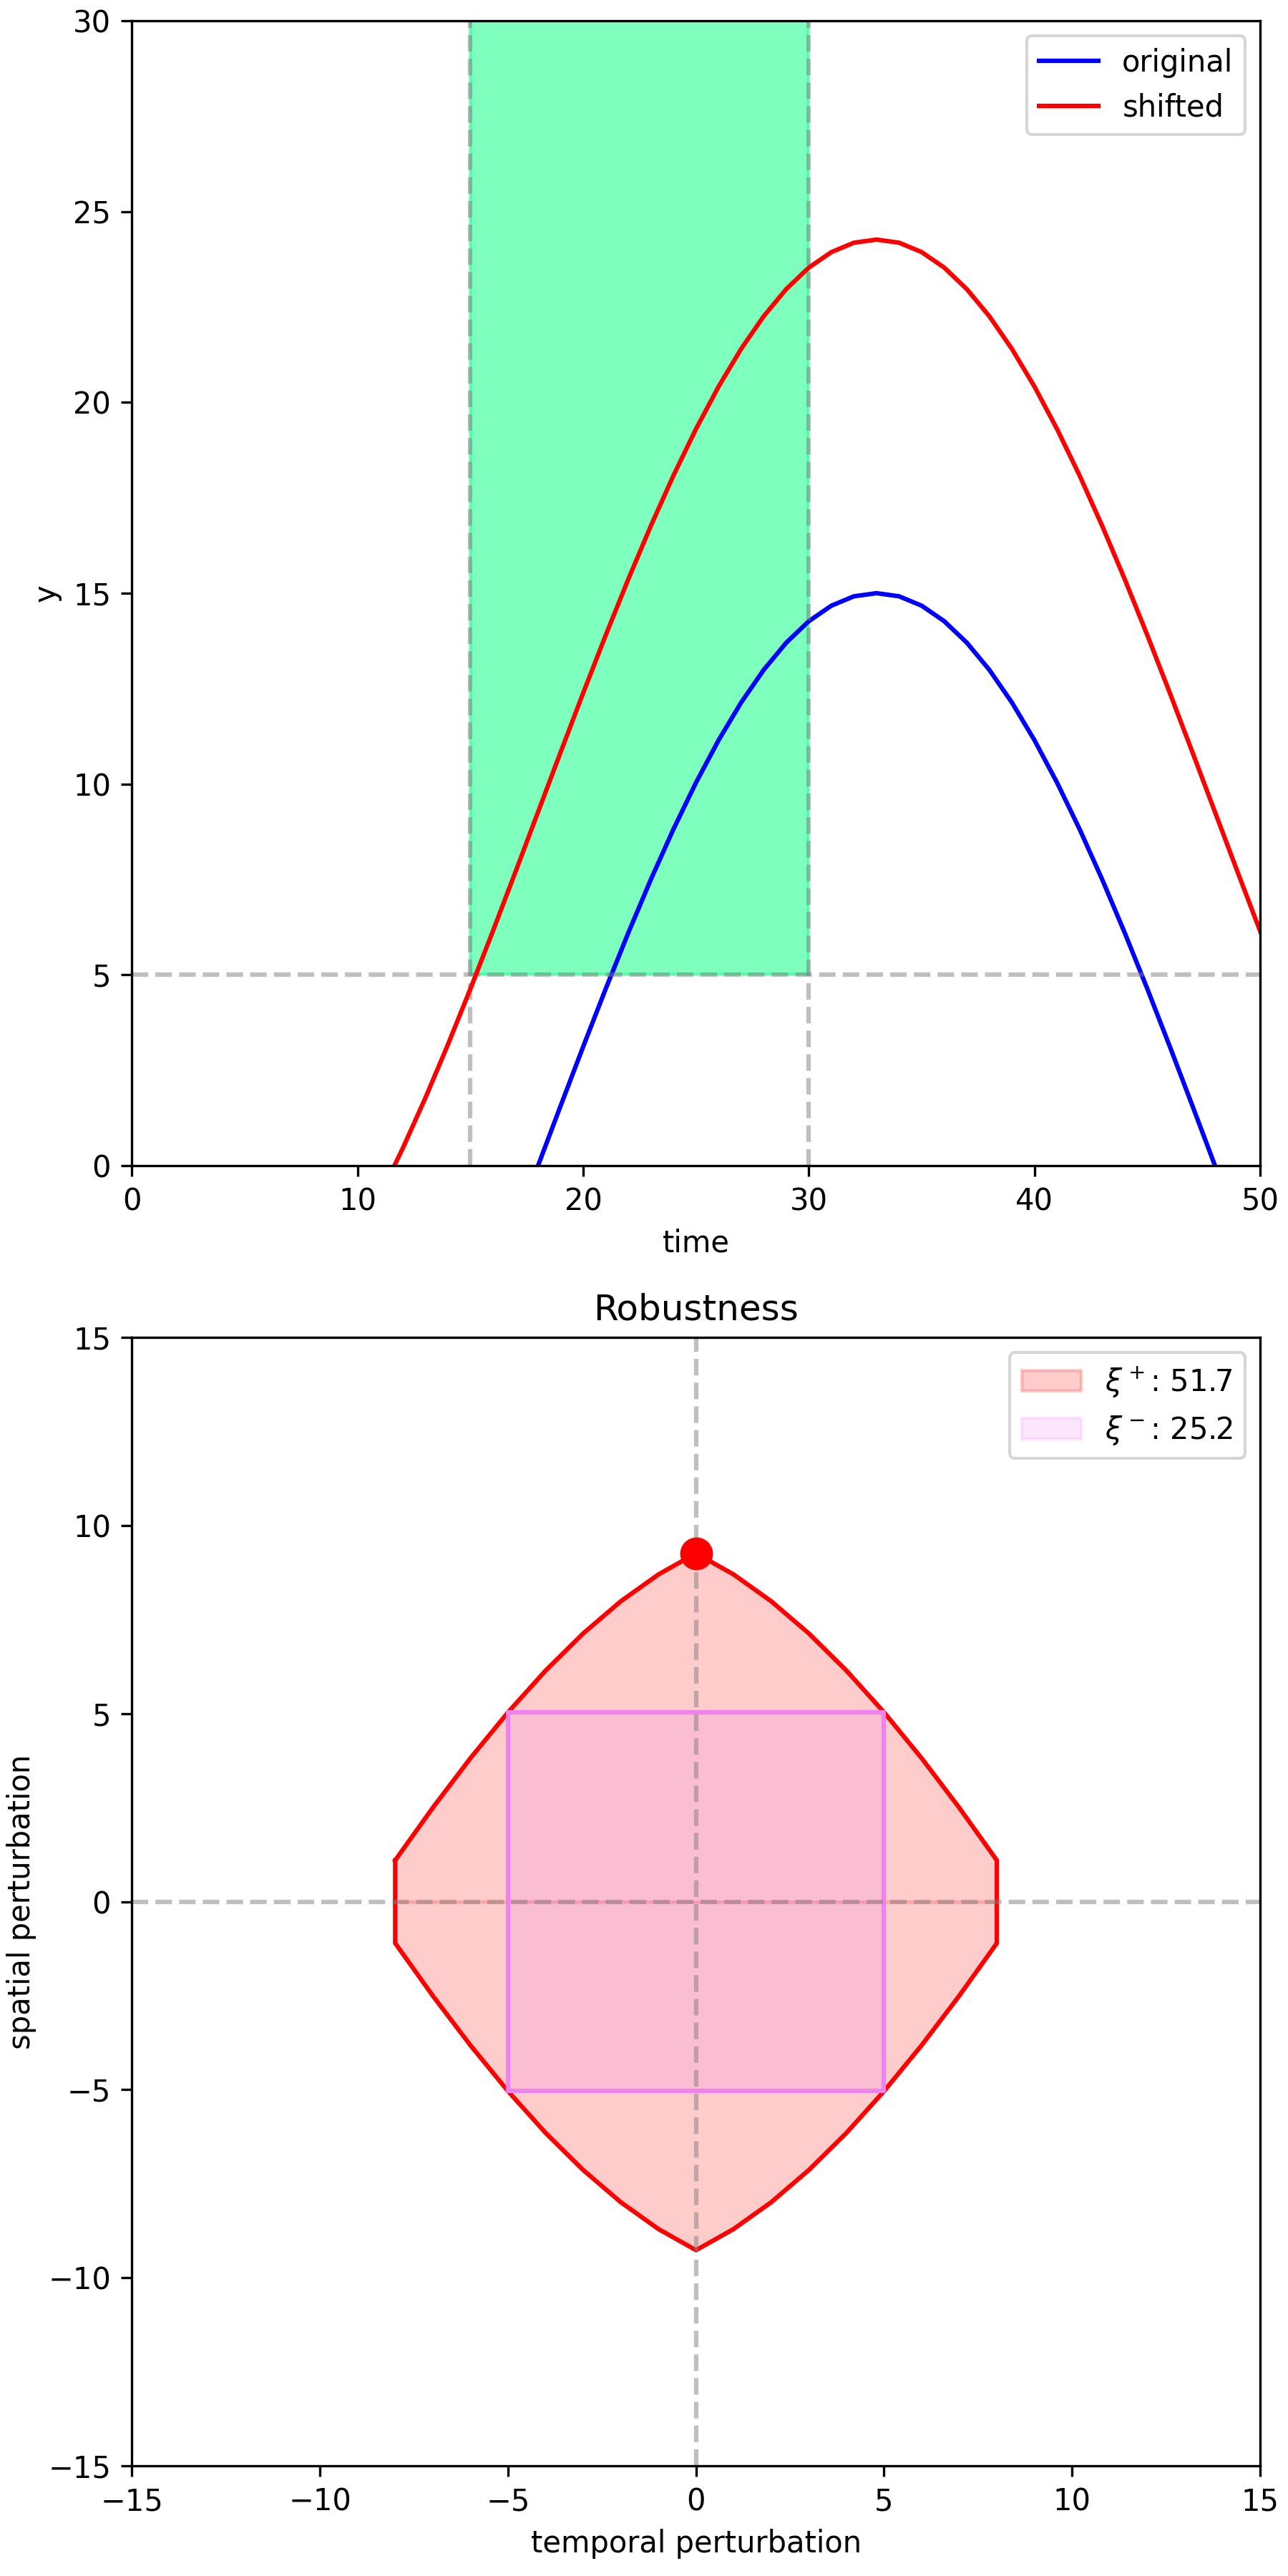 30
25
20
15
10
5
0
y
0 10 20 30 40 50
time
original
shifted
Robustness
15
10
5
0
−5
−10
−15
spatial perturbation
−15 −10 −5 0 5 10 15
temporal perturbation
ξ⁺: 51.7
ξ⁻: 25.2